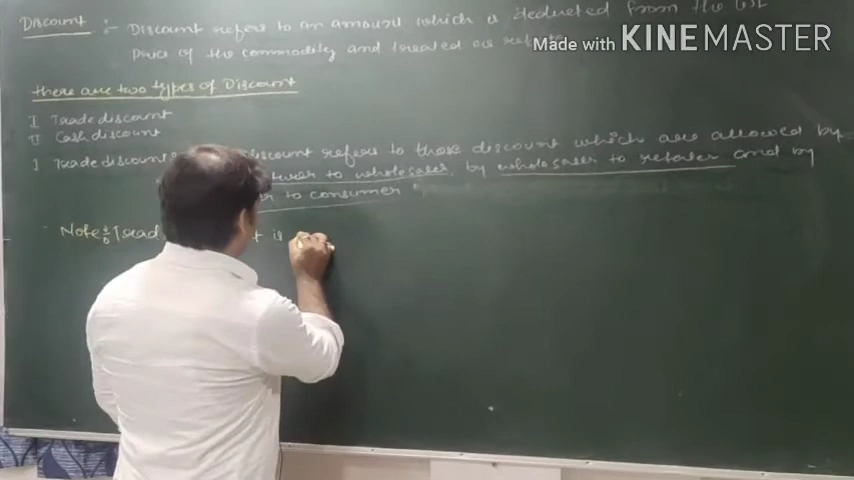 Discount :- Discount refers to an amount which is deducted from the list
price of the commodity and treated as
Made with KINEMASTER
there are two types of Discount
I Trade discount
II Cash discount
I Trade discount discount refers to those discount which are allowed by
to wholesaler, by wholesaler to retailer and by
to consumer
Note :-